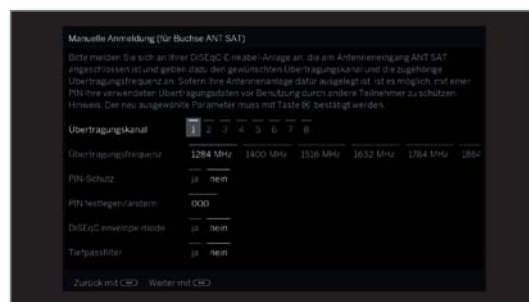 Manuelle Anmeldung (für Buchse ANT SAT)
Bitte melden Sie sich an Ihrer DiSEqC-Einkabel-Anlage an, die am Antenneneingang ANT SAT
angeschlossen ist und geben dazu den gewünschten Übertragungskanal und die zugehörige
Übertragungsfrequenz an. Sofern Ihre Antennenanlage dafür ausgelegt ist, ist es möglich, mit einer
PIN Ihre verwendeten Übertragungsdaten vor Benutzung durch andere Teilnehmer zu schützen.
Hinweis: Der neu ausgewählte Parameter muss mit Taste bestätigt werden.
Übertragungskanal 1 2 3 4 5 6 7 8
Übertragungsfrequenz 1284 MHz 1400 MHz 1516 MHz 1632 MHz 1784 MHz 1864
PIN-Schutz ja nein
PIN festlegen/ändern 000
DiSEqC envelope mode ja nein
Tiefpassfilter ja nein
Zurück mit Weiter mit